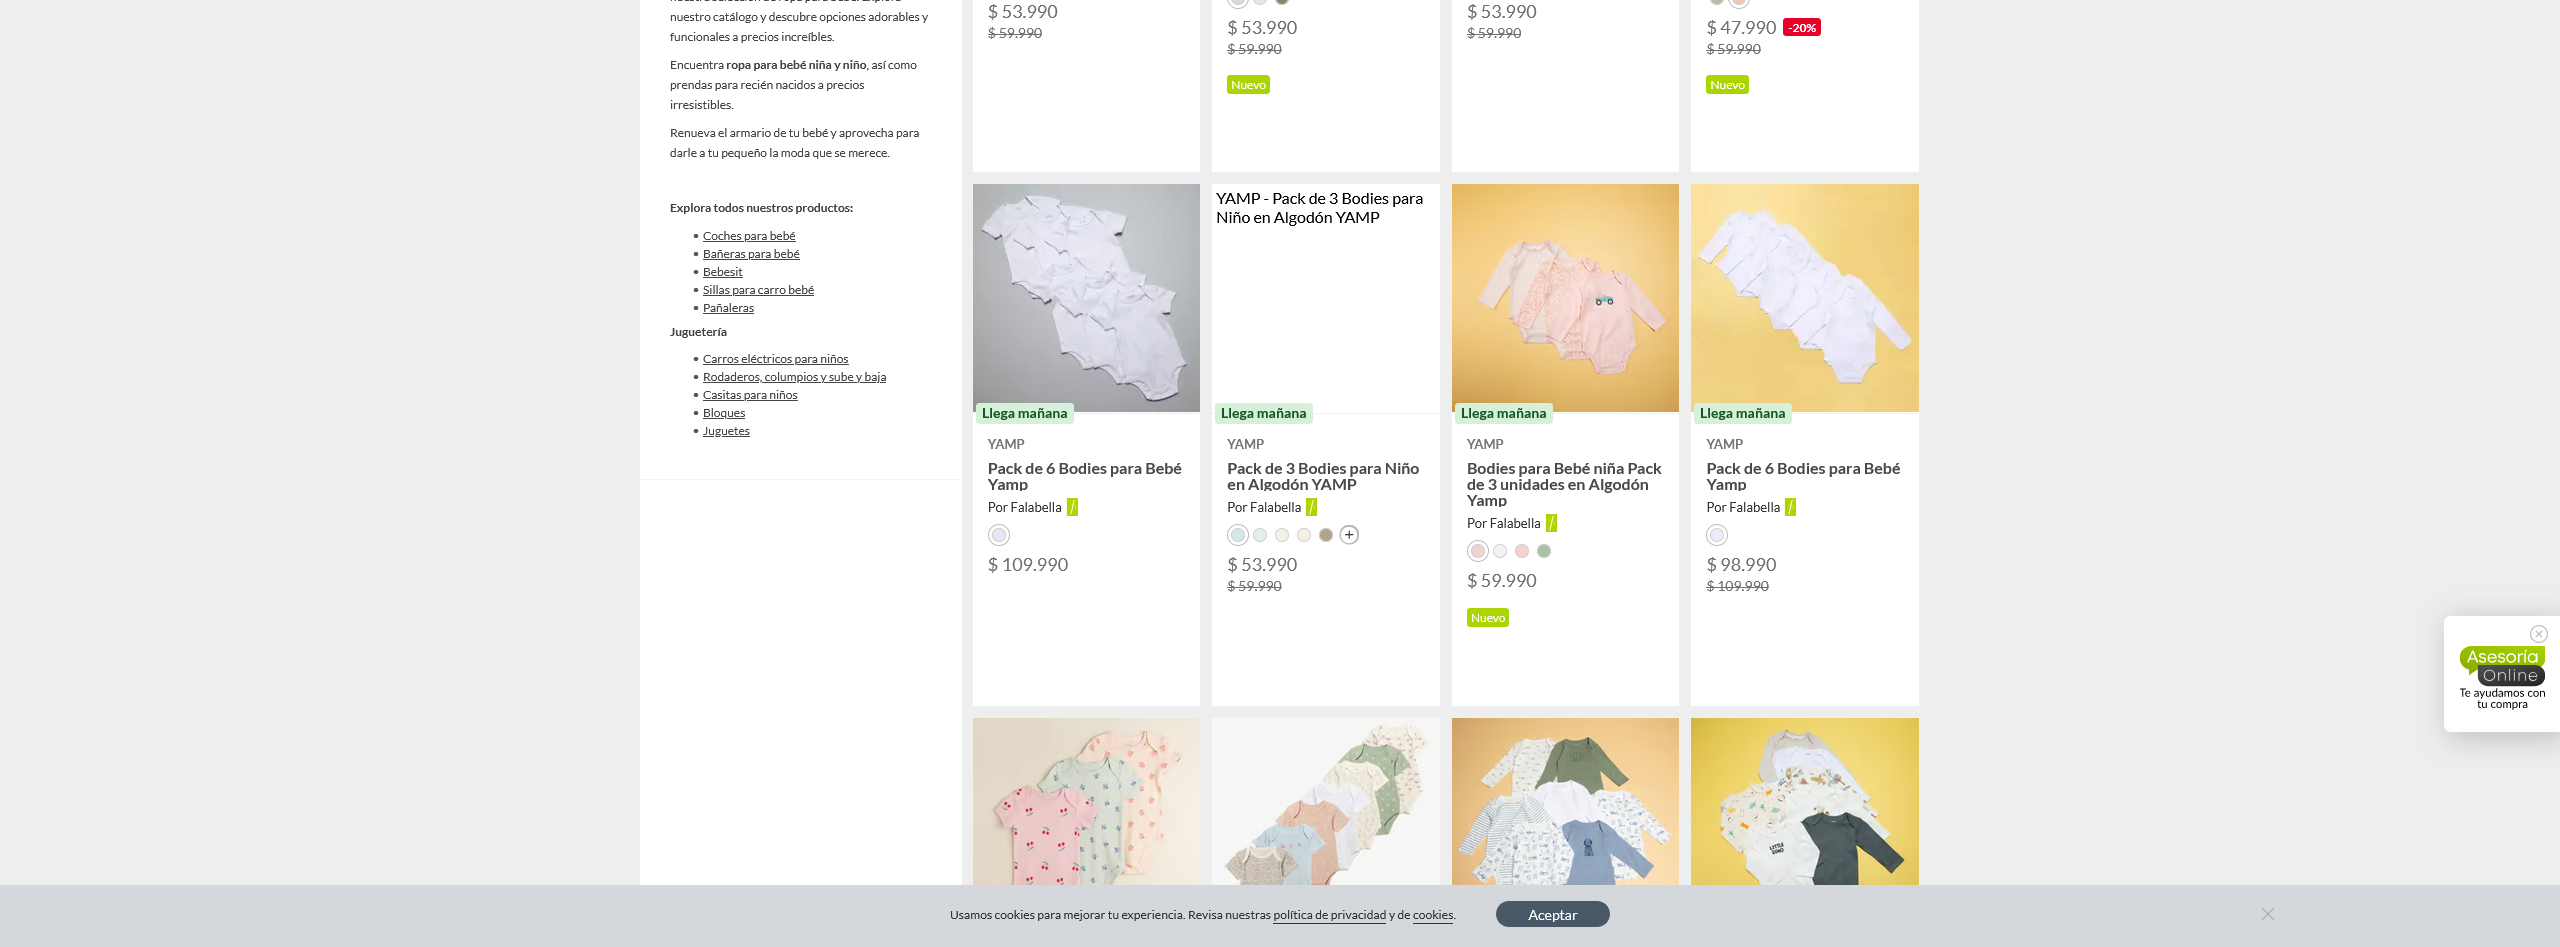 nuestro catálogo y descubre opciones adorables y
funcionales a precios increíbles.
Encuentra ropa para bebé niña y niño, así como
prendas para recién nacidos a precios
irresistibles.
Renueva el armario de tu bebé y aprovecha para
darle a tu pequeño la moda que se merece.
Explora todos nuestros productos:
• Coches para bebé
• Bañeras para bebé
• Bebesit
• Sillas para carro bebé
• Pañaleras
Juguetería
• Carros eléctricos para niños
• Rodaderos, columpios y sube y baja
• Casitas para niños
• Bloques
• Juguetes
$ 53.990
$ 59.990
$ 53.990
$ 59.990
Nuevo
$ 53.990
$ 59.990
$ 47.990 -20%
$ 59.990
Nuevo
Llega mañana
YAMP
Pack de 6 Bodies para Bebé
Yamp
Por Falabella
$ 109.990
YAMP - Pack de 3 Bodies para
Niño en Algodón YAMP
Llega mañana
YAMP
Pack de 3 Bodies para Niño
en Algodón YAMP
Por Falabella
+
$ 53.990
$ 59.990
Llega mañana
YAMP
Bodies para Bebé niña Pack
de 3 unidades en Algodón
Yamp
Por Falabella
$ 59.990
Nuevo
Llega mañana
YAMP
Pack de 6 Bodies para Bebé
Yamp
Por Falabella
$ 98.990
$ 109.990
Asesoría
Online
Te ayudamos con
tu compra
Usamos cookies para mejorar tu experiencia. Revisa nuestras política de privacidad y de cookies.
Aceptar